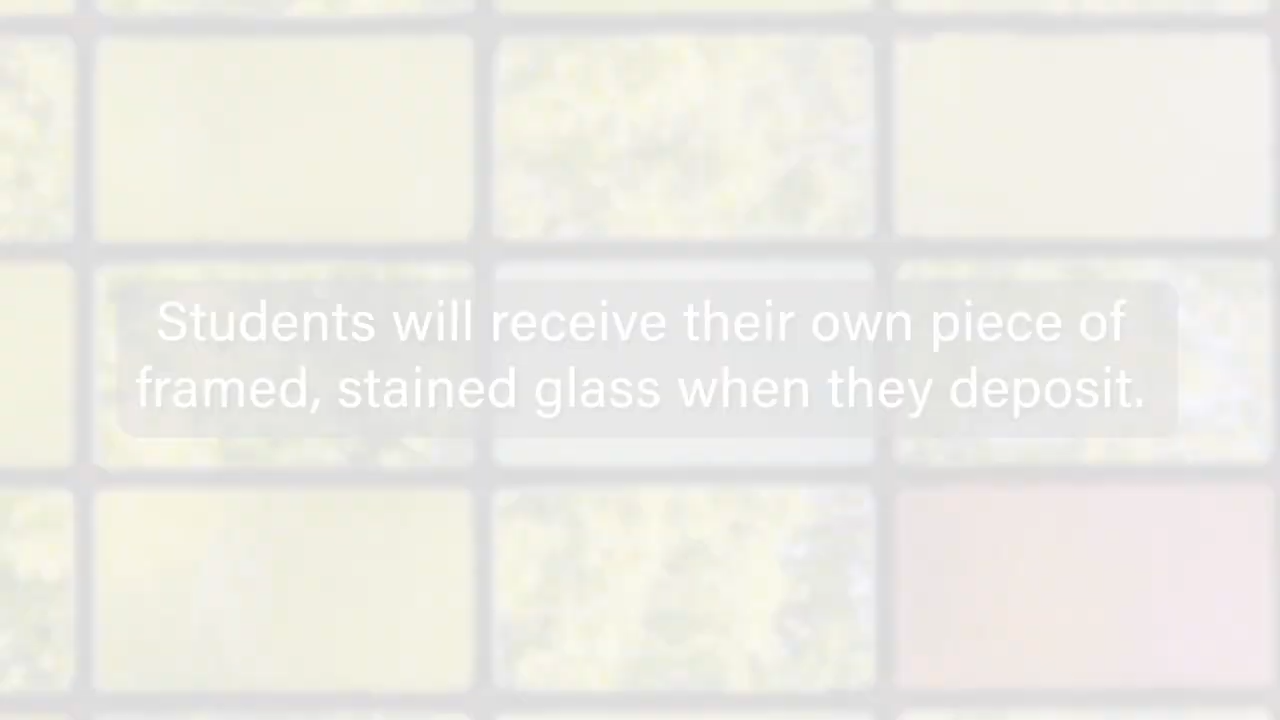 Students will receive their own piece of
framed, stained glass when they deposit.